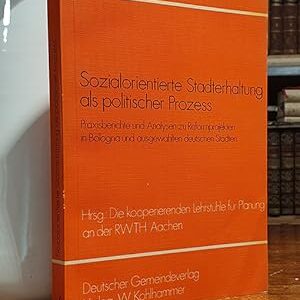 Sozialorientierte Stadterhaltung
als politischer Prozess
Praxisberichte und Analysen zu Reformprojekten
in Bologna und ausgewählten deutschen Städten
Hrsg: Die kooperierenden Lehrstühle für Planung
an der RWTH Aachen
Deutscher Gemeindeverlag
W. Kohlhammer